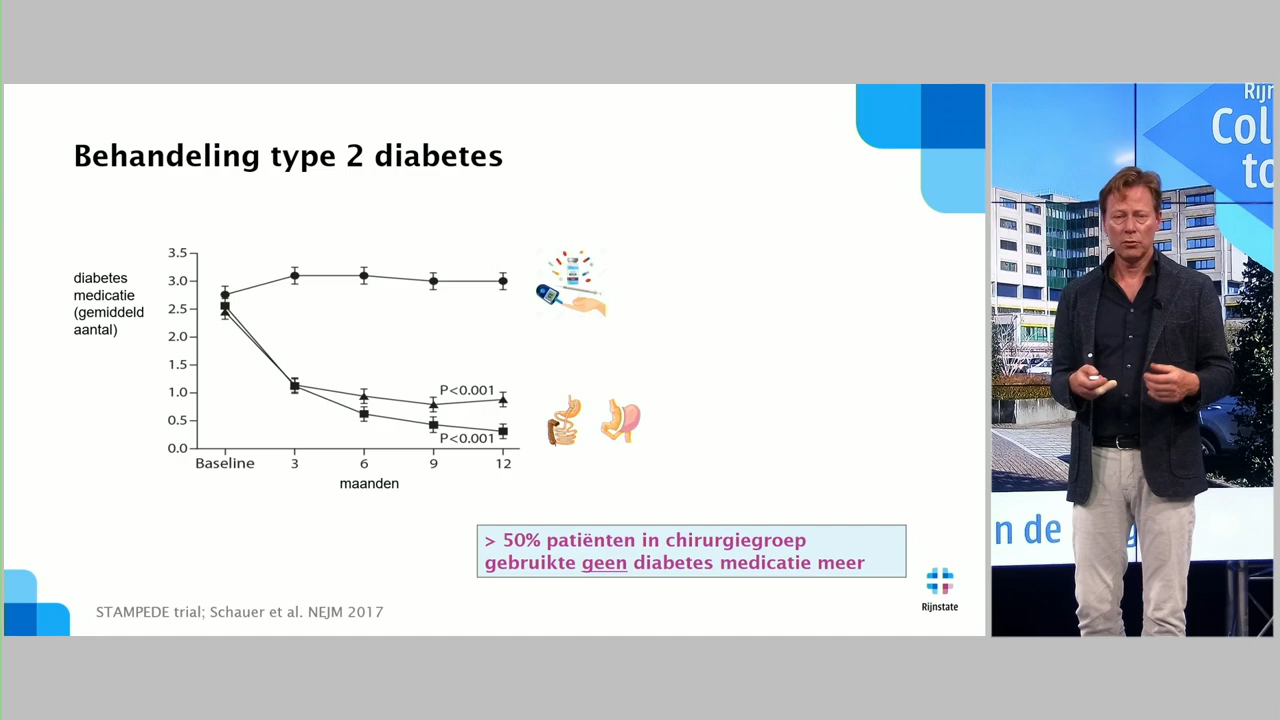 Behandeling type 2 diabetes
diabetes
medicatie
(gemiddeld
aantal)
3.5
3.0
2.5
2.0
1.5
1.0
0.5
0.0
P<0.001
P<0.001
Baseline
3
6
9
12
maanden
> 50% patiënten in chirurgiegroep
gebruikte geen diabetes medicatie meer
STAMPEDE trial; Schauer et al. NEJM 2017
Rijnstate
Col
to
n de